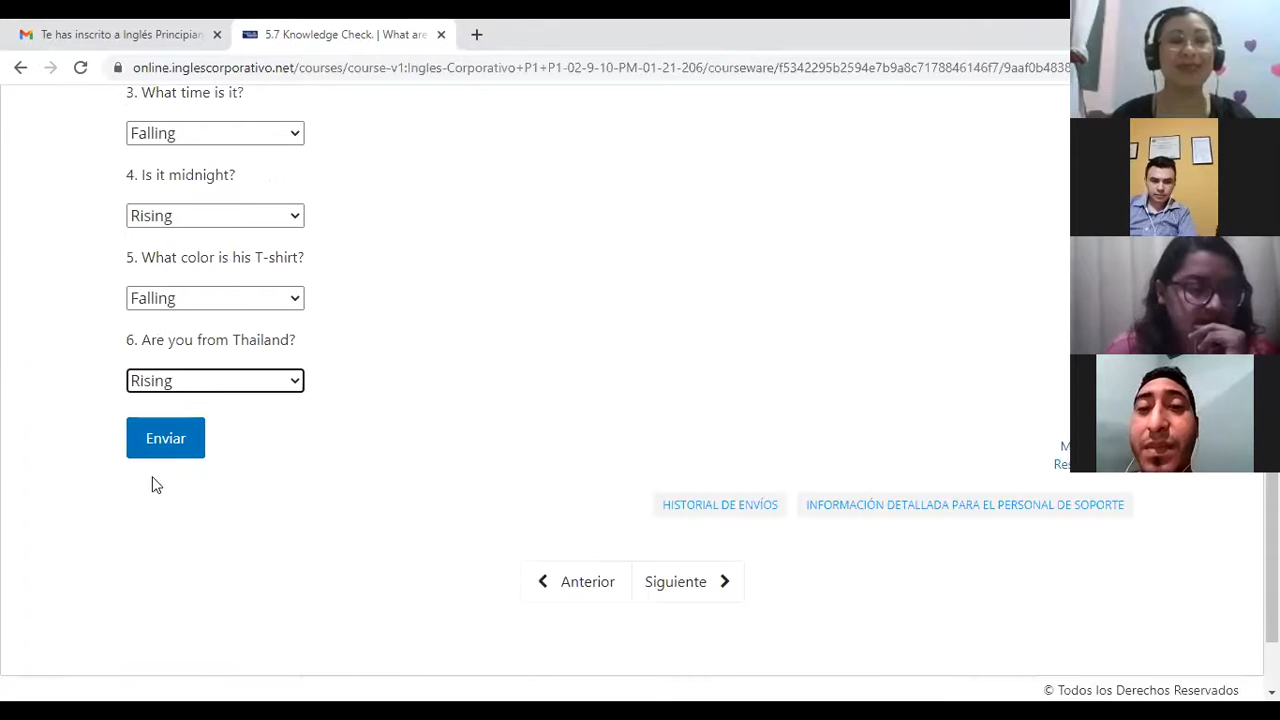 Te has inscrito a Inglés Principian
5.7 Knowledge Check. | What are
online.inglescorporativo.net/courses/course-v1:Ingles-Corporativo+P1+P1-02-9-10-PM-01-21-206/courseware/f5342295b2594e7b9a8c7178846146f7/9aaf0b4838
3. What time is it?
Falling
4. Is it midnight?
Rising
5. What color is his T-shirt?
Falling
6. Are you from Thailand?
Rising
Enviar
M
Res
HISTORIAL DE ENVÍOS
INFORMACIÓN DETALLADA PARA EL PERSONAL DE SOPORTE
Anterior
Siguiente
© Todos los Derechos Reservados